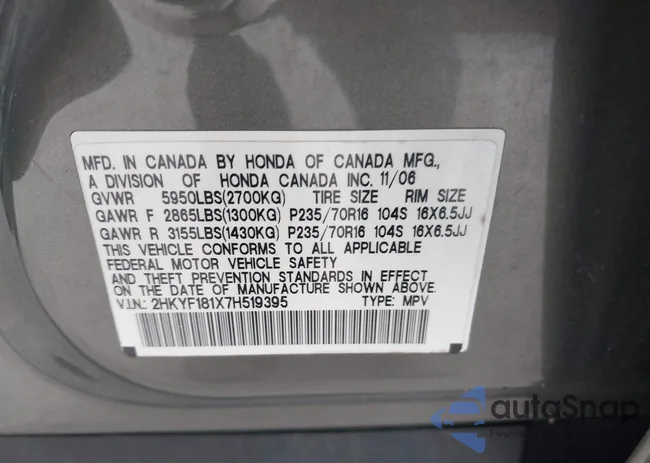 MFD. IN CANADA BY HONDA OF CANADA MFG.,
A DIVISION OF HONDA CANADA INC. 11/06
GVWR 5950LBS(2700KG) TIRE SIZE RIM SIZE
GAWR F 2865LBS(1300KG) P235/70R16 104S 16X6.5JJ
GAWR R 3155LBS(1430KG) P235/70R16 104S 16X6.5JJ
THIS VEHICLE CONFORMS TO ALL APPLICABLE
FEDERAL MOTOR VEHICLE SAFETY
AND THEFT PREVENTION STANDARDS IN EFFECT
ON THE DATE OF MANUFACTURE SHOWN ABOVE.
V.I.N.: 2HKYF181X7H519395 TYPE: MPV
autoSnap